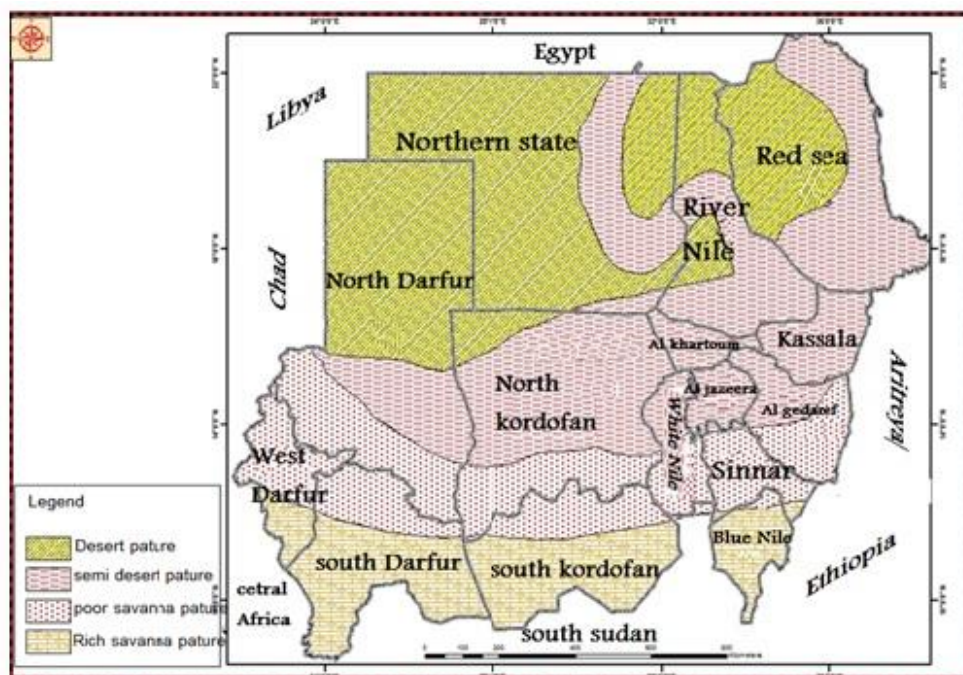 Egypt
Libya
Northern state
Red sea
River
Nile
Chad
North Darfur
Al khartoum
Kassala
North
kordofan
Al jazeera
Al gedaref
White Nile
Aritreya/
West
Darfur
Sinnar
Blue Nile
south Darfur
south kordofan
Ethiopia
cetral
Africa
south sudan
Legend
Desert pature
semi desert pature
poor savanna pature
Rich savansa pature